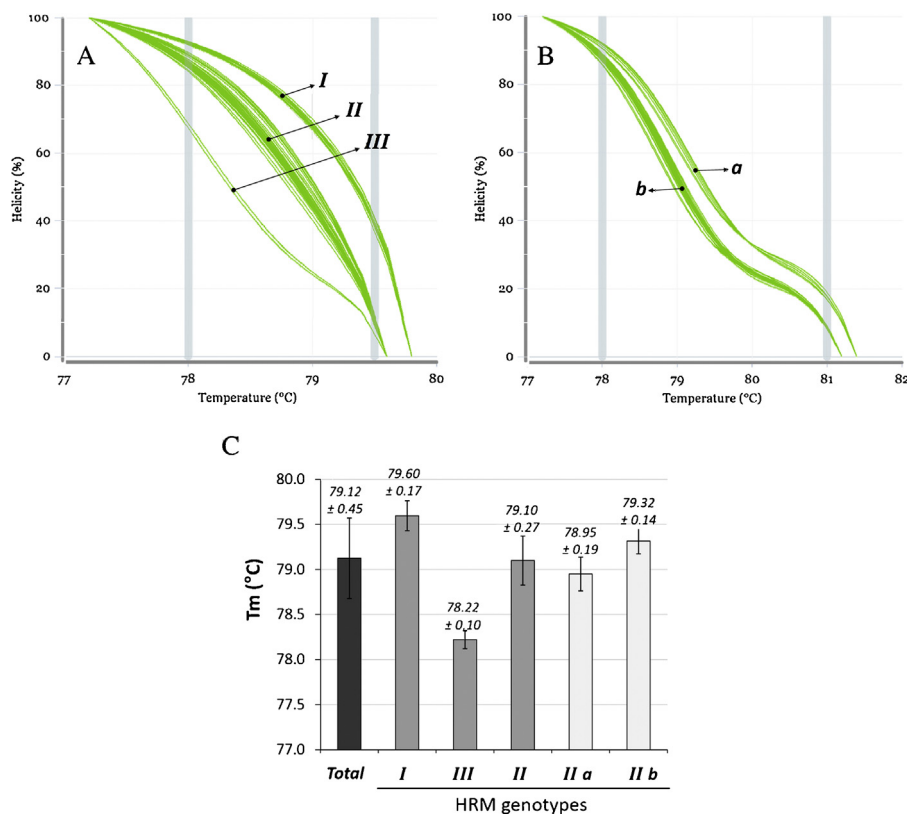 A
Helicity (%)
100
80
60
40
20
0
I
II
III
77
78
79
80
Temperature (°C)
B
Helicity (%)
100
80
60
40
20
0
a
b
77
78
79
80
81
82
Temperature (°C)
C
Tm (°C)
80.0
79.5
79.0
78.5
78.0
77.5
77.0
79.12
± 0.45
79.60
± 0.17
78.22
± 0.10
79.10
± 0.27
78.95
± 0.19
79.32
± 0.14
Total
I
III
II
II a
II b
HRM genotypes